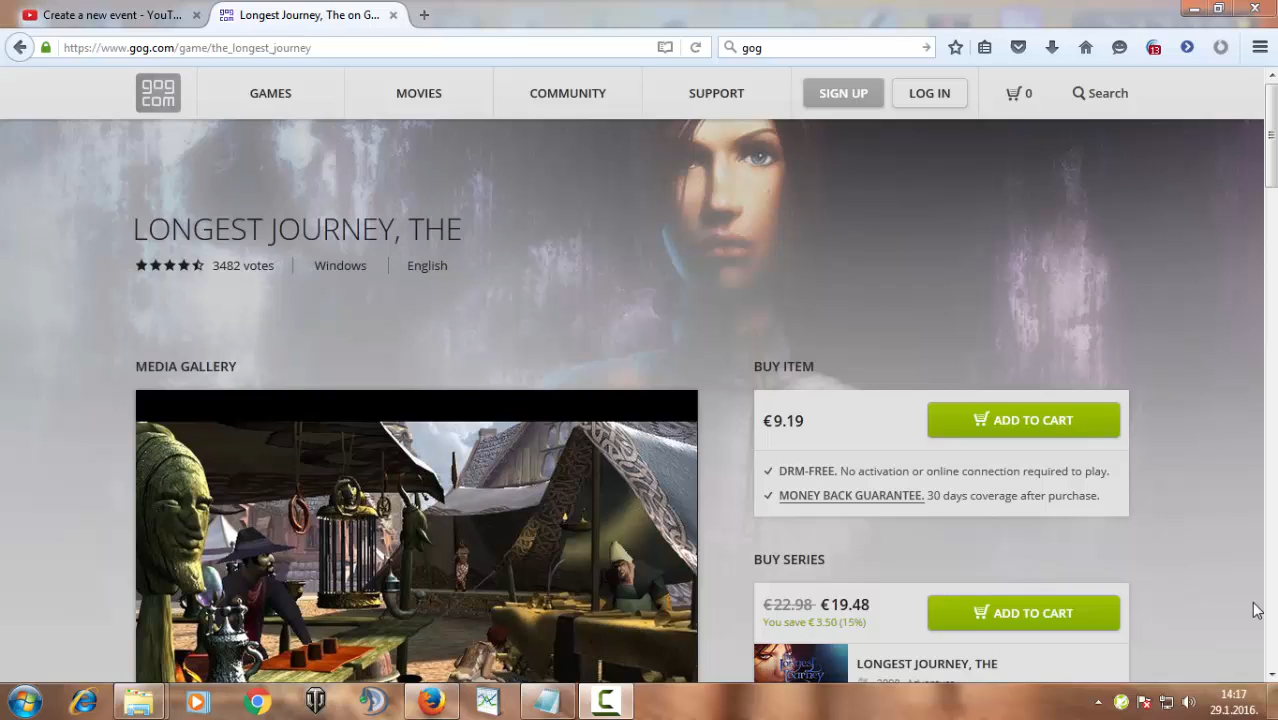 Create a new event - YouT...
Longest Journey, The on G...
https://www.gog.com/game/the_longest_journey
gog
13
gog
com
GAMES
MOVIES
COMMUNITY
SUPPORT
SIGN UP
LOG IN
0
Search
LONGEST JOURNEY, THE
3482 votes
Windows
English
MEDIA GALLERY
BUY ITEM
€9.19
ADD TO CART
DRM-FREE. No activation or online connection required to play.
MONEY BACK GUARANTEE. 30 days coverage after purchase.
BUY SERIES
€22.98 €19.48
ADD TO CART
You save €3.50 (15%)
LONGEST JOURNEY, THE
14:17
29.1.2016.